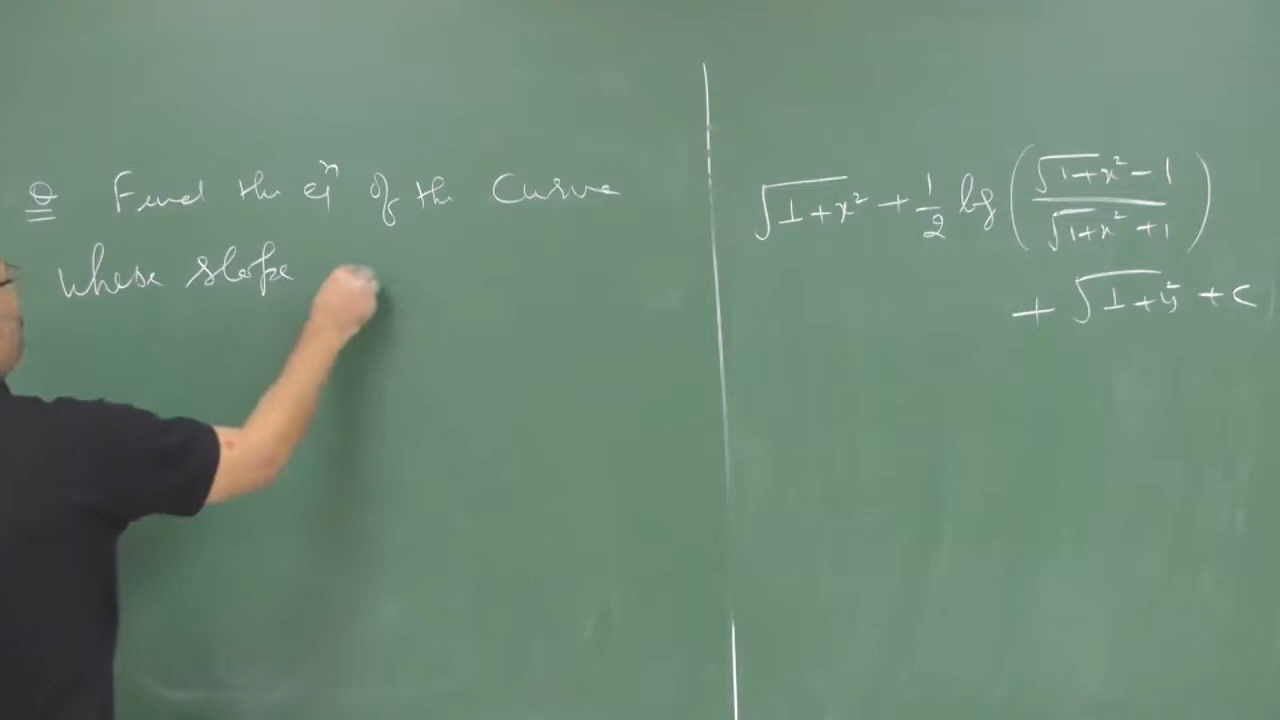 Q Find the eqn of the Curve
whose slope
√1+x² + 1/2 log (√1+x² - 1 / √1+x² + 1)
+ √1+y² + c